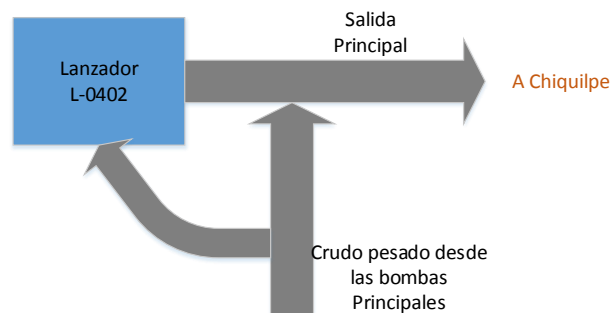 Salida
Principal
Lanzador
L-0402
A Chiquilpe
Crudo pesado desde
las bombas
Principales